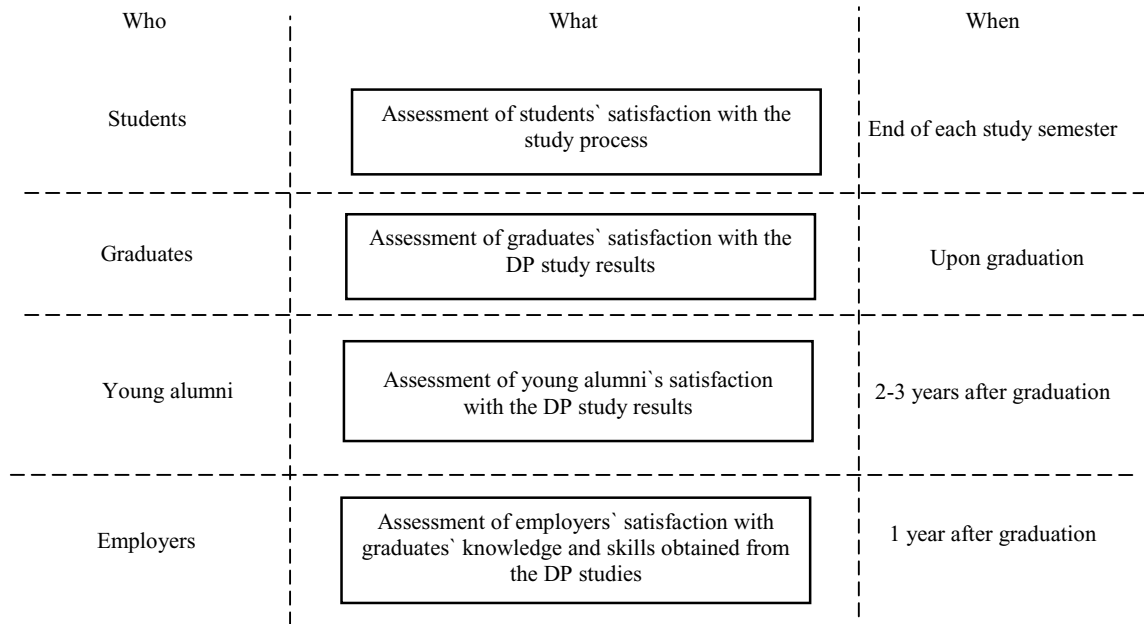 Who
What
When
Students
Assessment of students` satisfaction with the
study process
End of each study semester
Graduates
Assessment of graduates` satisfaction with the
DP study results
Upon graduation
Young alumni
Assessment of young alumni`s satisfaction
with the DP study results
2-3 years after graduation
Employers
Assessment of employers` satisfaction with
graduates` knowledge and skills obtained from
the DP studies
1 year after graduation